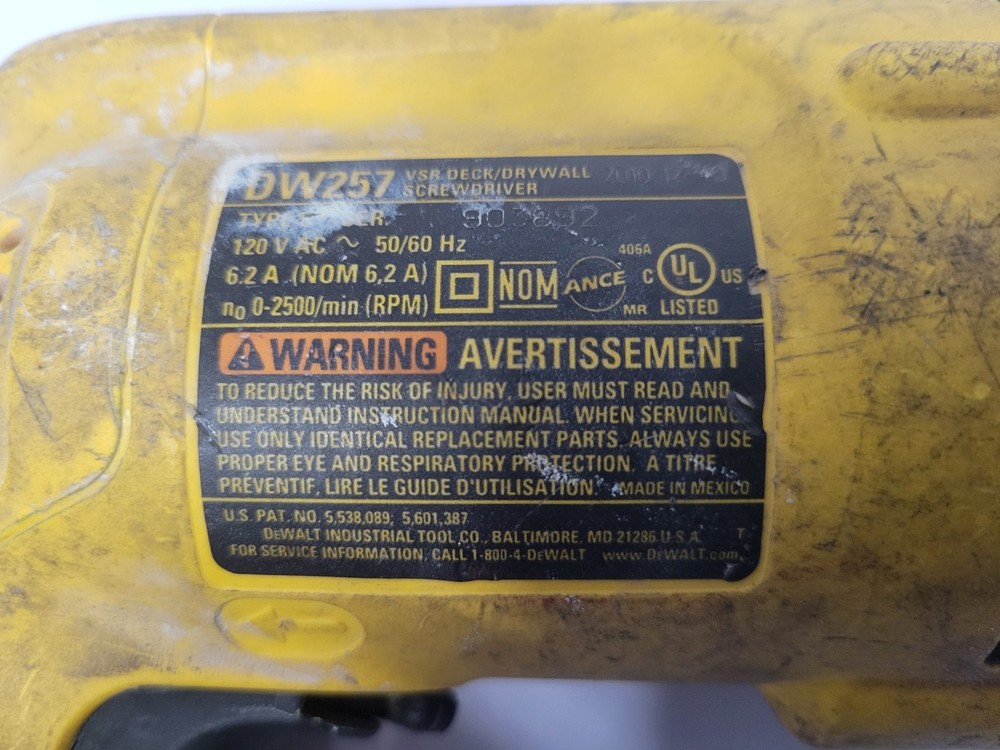 DW257 VSR DECK/DRYWALL
SCREWDRIVER
903892
120 V AC ~ 50/60 Hz
6.2 A (NOM 6,2 A)
n0 0-2500/min (RPM)
NOM
ANCE
406A
C UL US
MR LISTED
WARNING AVERTISSEMENT
TO REDUCE THE RISK OF INJURY, USER MUST READ AND
UNDERSTAND INSTRUCTION MANUAL. WHEN SERVICING
USE ONLY IDENTICAL REPLACEMENT PARTS. ALWAYS USE
PROPER EYE AND RESPIRATORY PROTECTION. A TITRE
PRÉVENTIF, LIRE LE GUIDE D'UTILISATION. MADE IN MEXICO
U.S. PAT. NO. 5,538,089; 5,601,387
DEWALT INDUSTRIAL TOOL CO., BALTIMORE, MD 21286 U.S.A. T
FOR SERVICE INFORMATION, CALL 1-800-4-DEWALT www.DEWALT.com